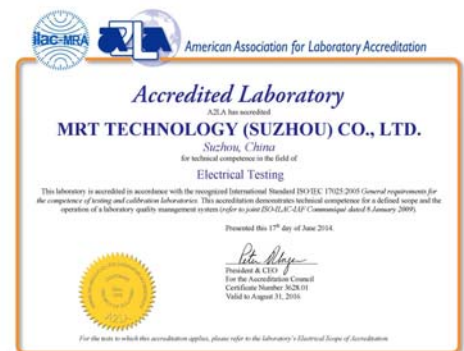 ilac-MRA
A2LA
American Association for Laboratory Accreditation
Accredited Laboratory
A2LA has accredited
MRT TECHNOLOGY (SUZHOU) CO., LTD.
Suzhou, China
for technical competence in the field of
Electrical Testing
This laboratory is accredited in accordance with the recognized International Standard ISO/IEC 17025:2005 General requirements for
the competence of testing and calibration laboratories. This accreditation demonstrates technical competence for a defined scope and the
operation of a laboratory quality management system (refer to joint ISO-ILAC-IAF Communiqué dated 8 January 2009).
Presented this 17th day of June 2014.
President & CEO
For the Accreditation Council
Certificate Number 3628.01
Valid to August 31, 2016
A2LA
For the tests to which this accreditation applies, please refer to the laboratory's Electrical Scope of Accreditation.